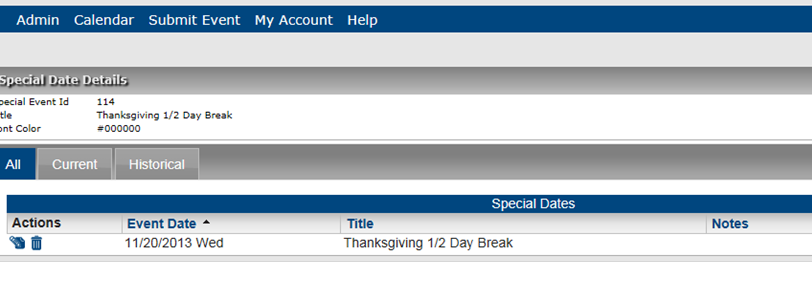 Admin Calendar Submit Event My Account Help
Special Date Details
pecial Event Id 114
itle Thanksgiving 1/2 Day Break
ont Color #000000
All Current Historical
Special Dates
Actions Event Date Title Notes
11/20/2013 Wed Thanksgiving 1/2 Day Break